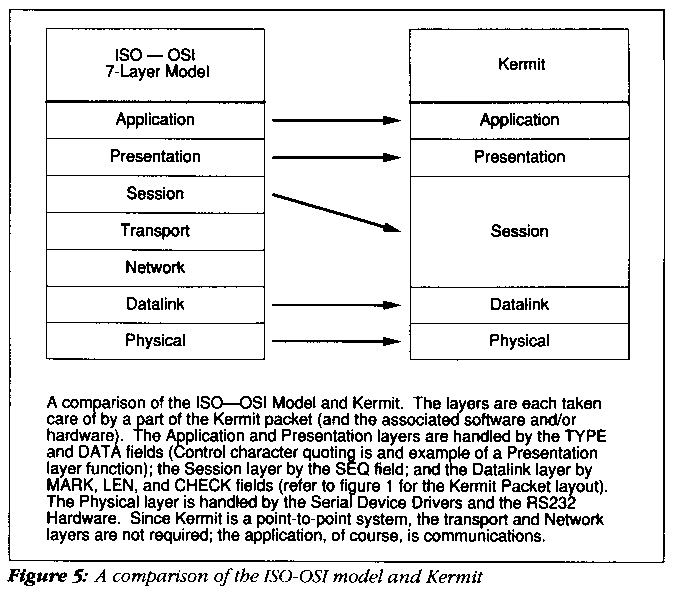 ISO — OSI
7-Layer Model
Kermit
Application
Application
Presentation
Presentation
Session
Transport
Session
Network
Datalink
Datalink
Physical
Physical
A comparison of the ISO—OSI Model and Kermit. The layers are each taken
care of by a part of the Kermit packet (and the associated software and/or
hardware). The Application and Presentation layers are handled by the TYPE
and DATA fields (Control character quoting is and example of a Presentation
layer function); the Session layer by the SEQ field; and the Datalink layer by
MARK, LEN, and CHECK fields (refer to figure 1 for the Kermit Packet layout).
The Physical layer is handled by the Serial Device Drivers and the RS232
Hardware. Since Kermit is a point-to-point system, the transport and Network
layers are not required; the application, of course, is communications.
Figure 5: A comparison of the ISO-OSI model and Kermit